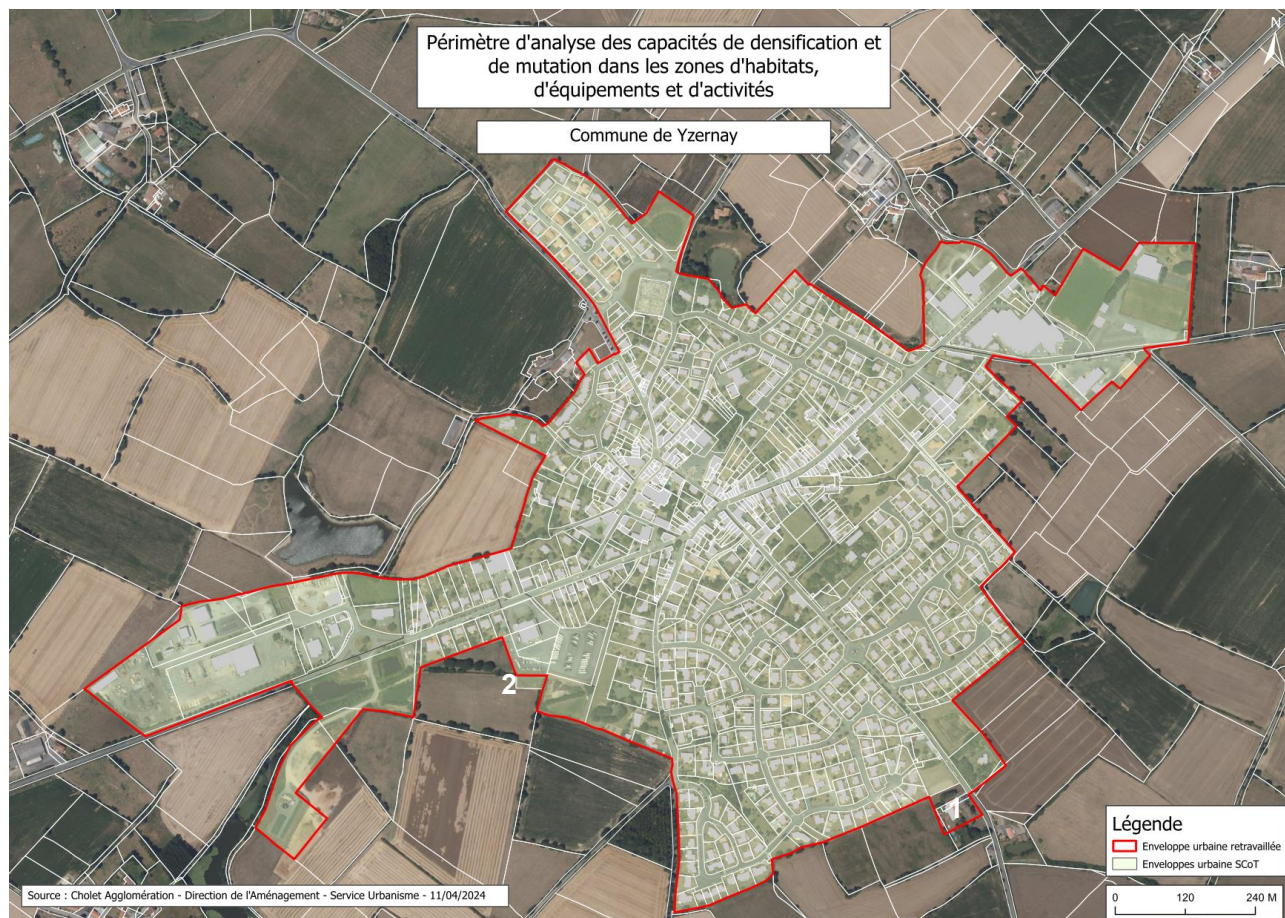 Périmètre d'analyse des capacités de densification et
de mutation dans les zones d'habitats,
d'équipements et d'activités
Commune de Yzernay
N
2
1
Légende
Enveloppe urbaine retravaillée
Enveloppes urbaine SCoT
0 120 240 M
Source : Cholet Agglomération - Direction de l'Aménagement - Service Urbanisme - 11/04/2024